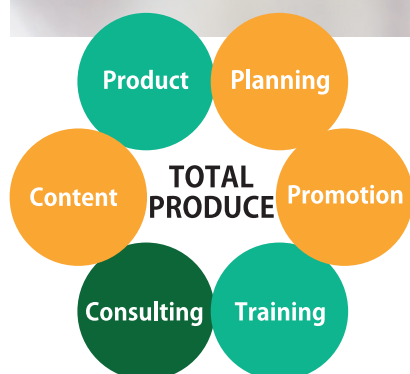 Product
Planning
Content
TOTAL
PRODUCE
Promotion
Consulting
Training